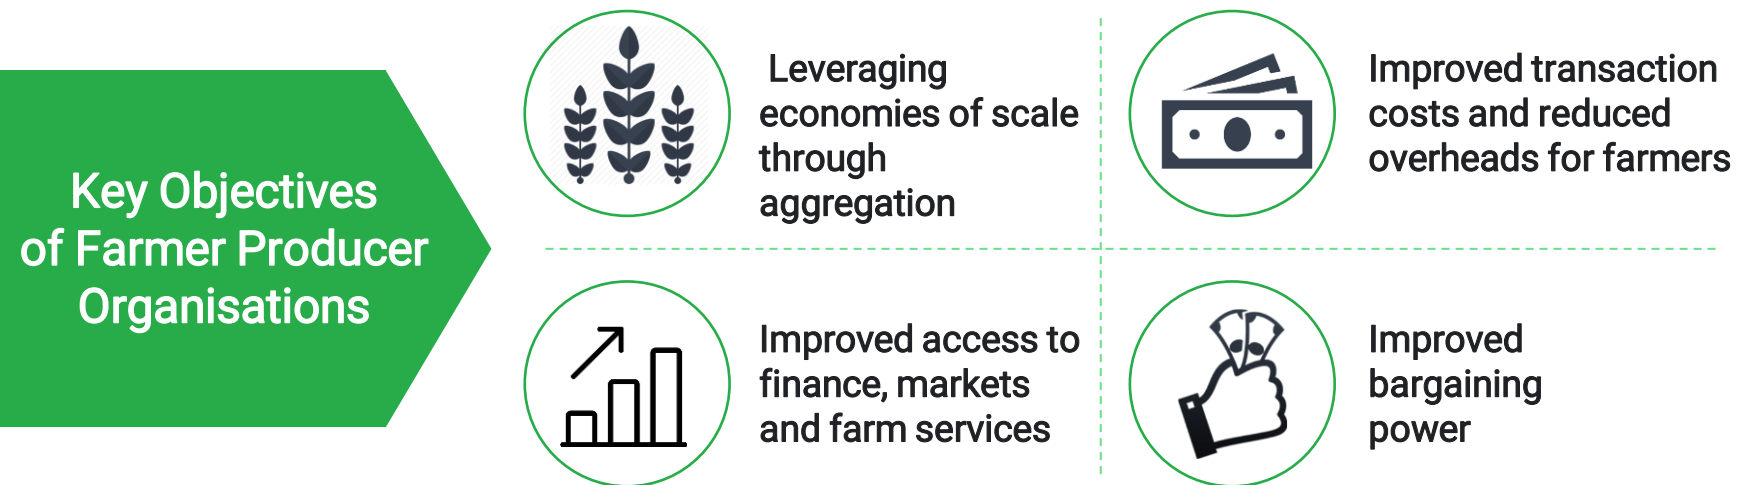 Key Objectives
of Farmer Producer
Organisations
Leveraging
economies of scale
through
aggregation
Improved transaction
costs and reduced
overheads for farmers
Improved access to
finance, markets
and farm services
Improved
bargaining
power